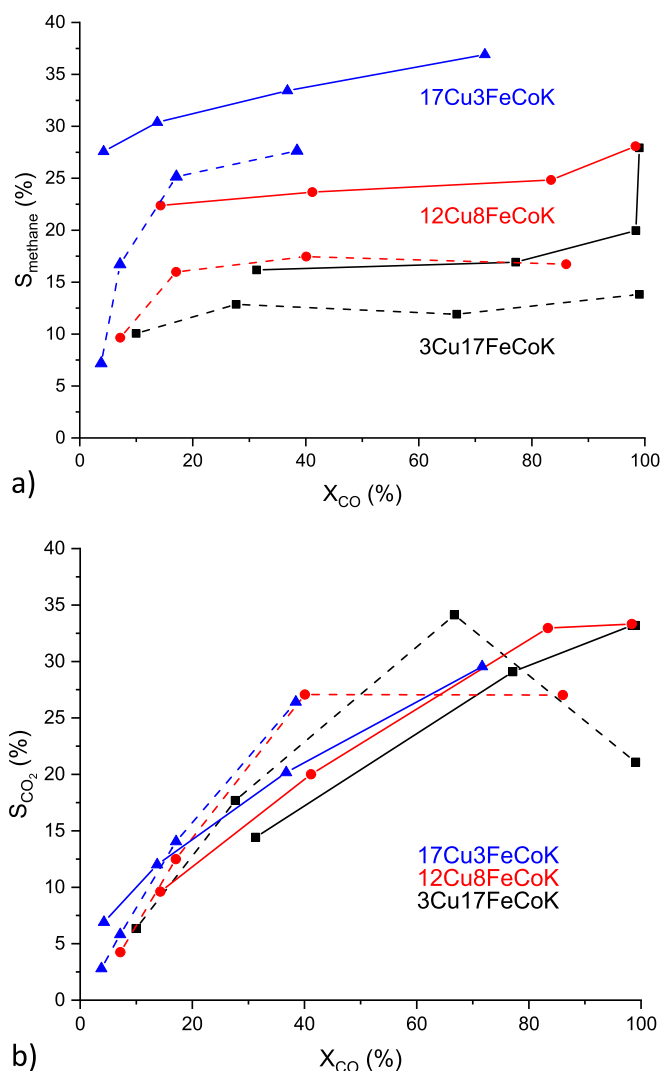 40
35
30
25
20
15
10
5
0
S_methane (%)
17Cu3FeCoK
12Cu8FeCoK
3Cu17FeCoK
0 20 40 60 80 100
X_CO (%)
a)
40
35
30
25
20
15
10
5
0
S_CO₂ (%)
17Cu3FeCoK
12Cu8FeCoK
3Cu17FeCoK
0 20 40 60 80 100
X_CO (%)
b)